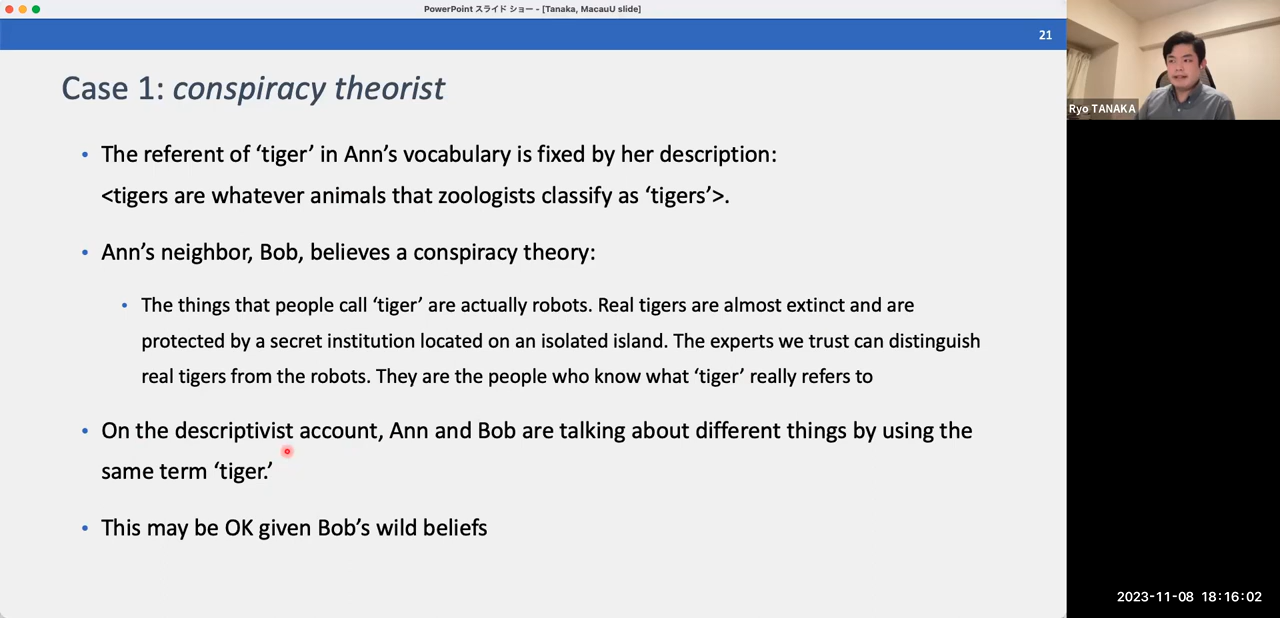 PowerPoint スライド ショー - [Tanaka, MacauU slide]
21
Case 1: conspiracy theorist
• The referent of ‘tiger’ in Ann’s vocabulary is fixed by her description:
<tigers are whatever animals that zoologists classify as ‘tigers’>.
• Ann’s neighbor, Bob, believes a conspiracy theory:
• The things that people call ‘tiger’ are actually robots. Real tigers are almost extinct and are
protected by a secret institution located on an isolated island. The experts we trust can distinguish
real tigers from the robots. They are the people who know what ‘tiger’ really refers to
• On the descriptivist account, Ann and Bob are talking about different things by using the
same term ‘tiger.’
• This may be OK given Bob’s wild beliefs
Ryo TANAKA
2023-11-08 18:16:02